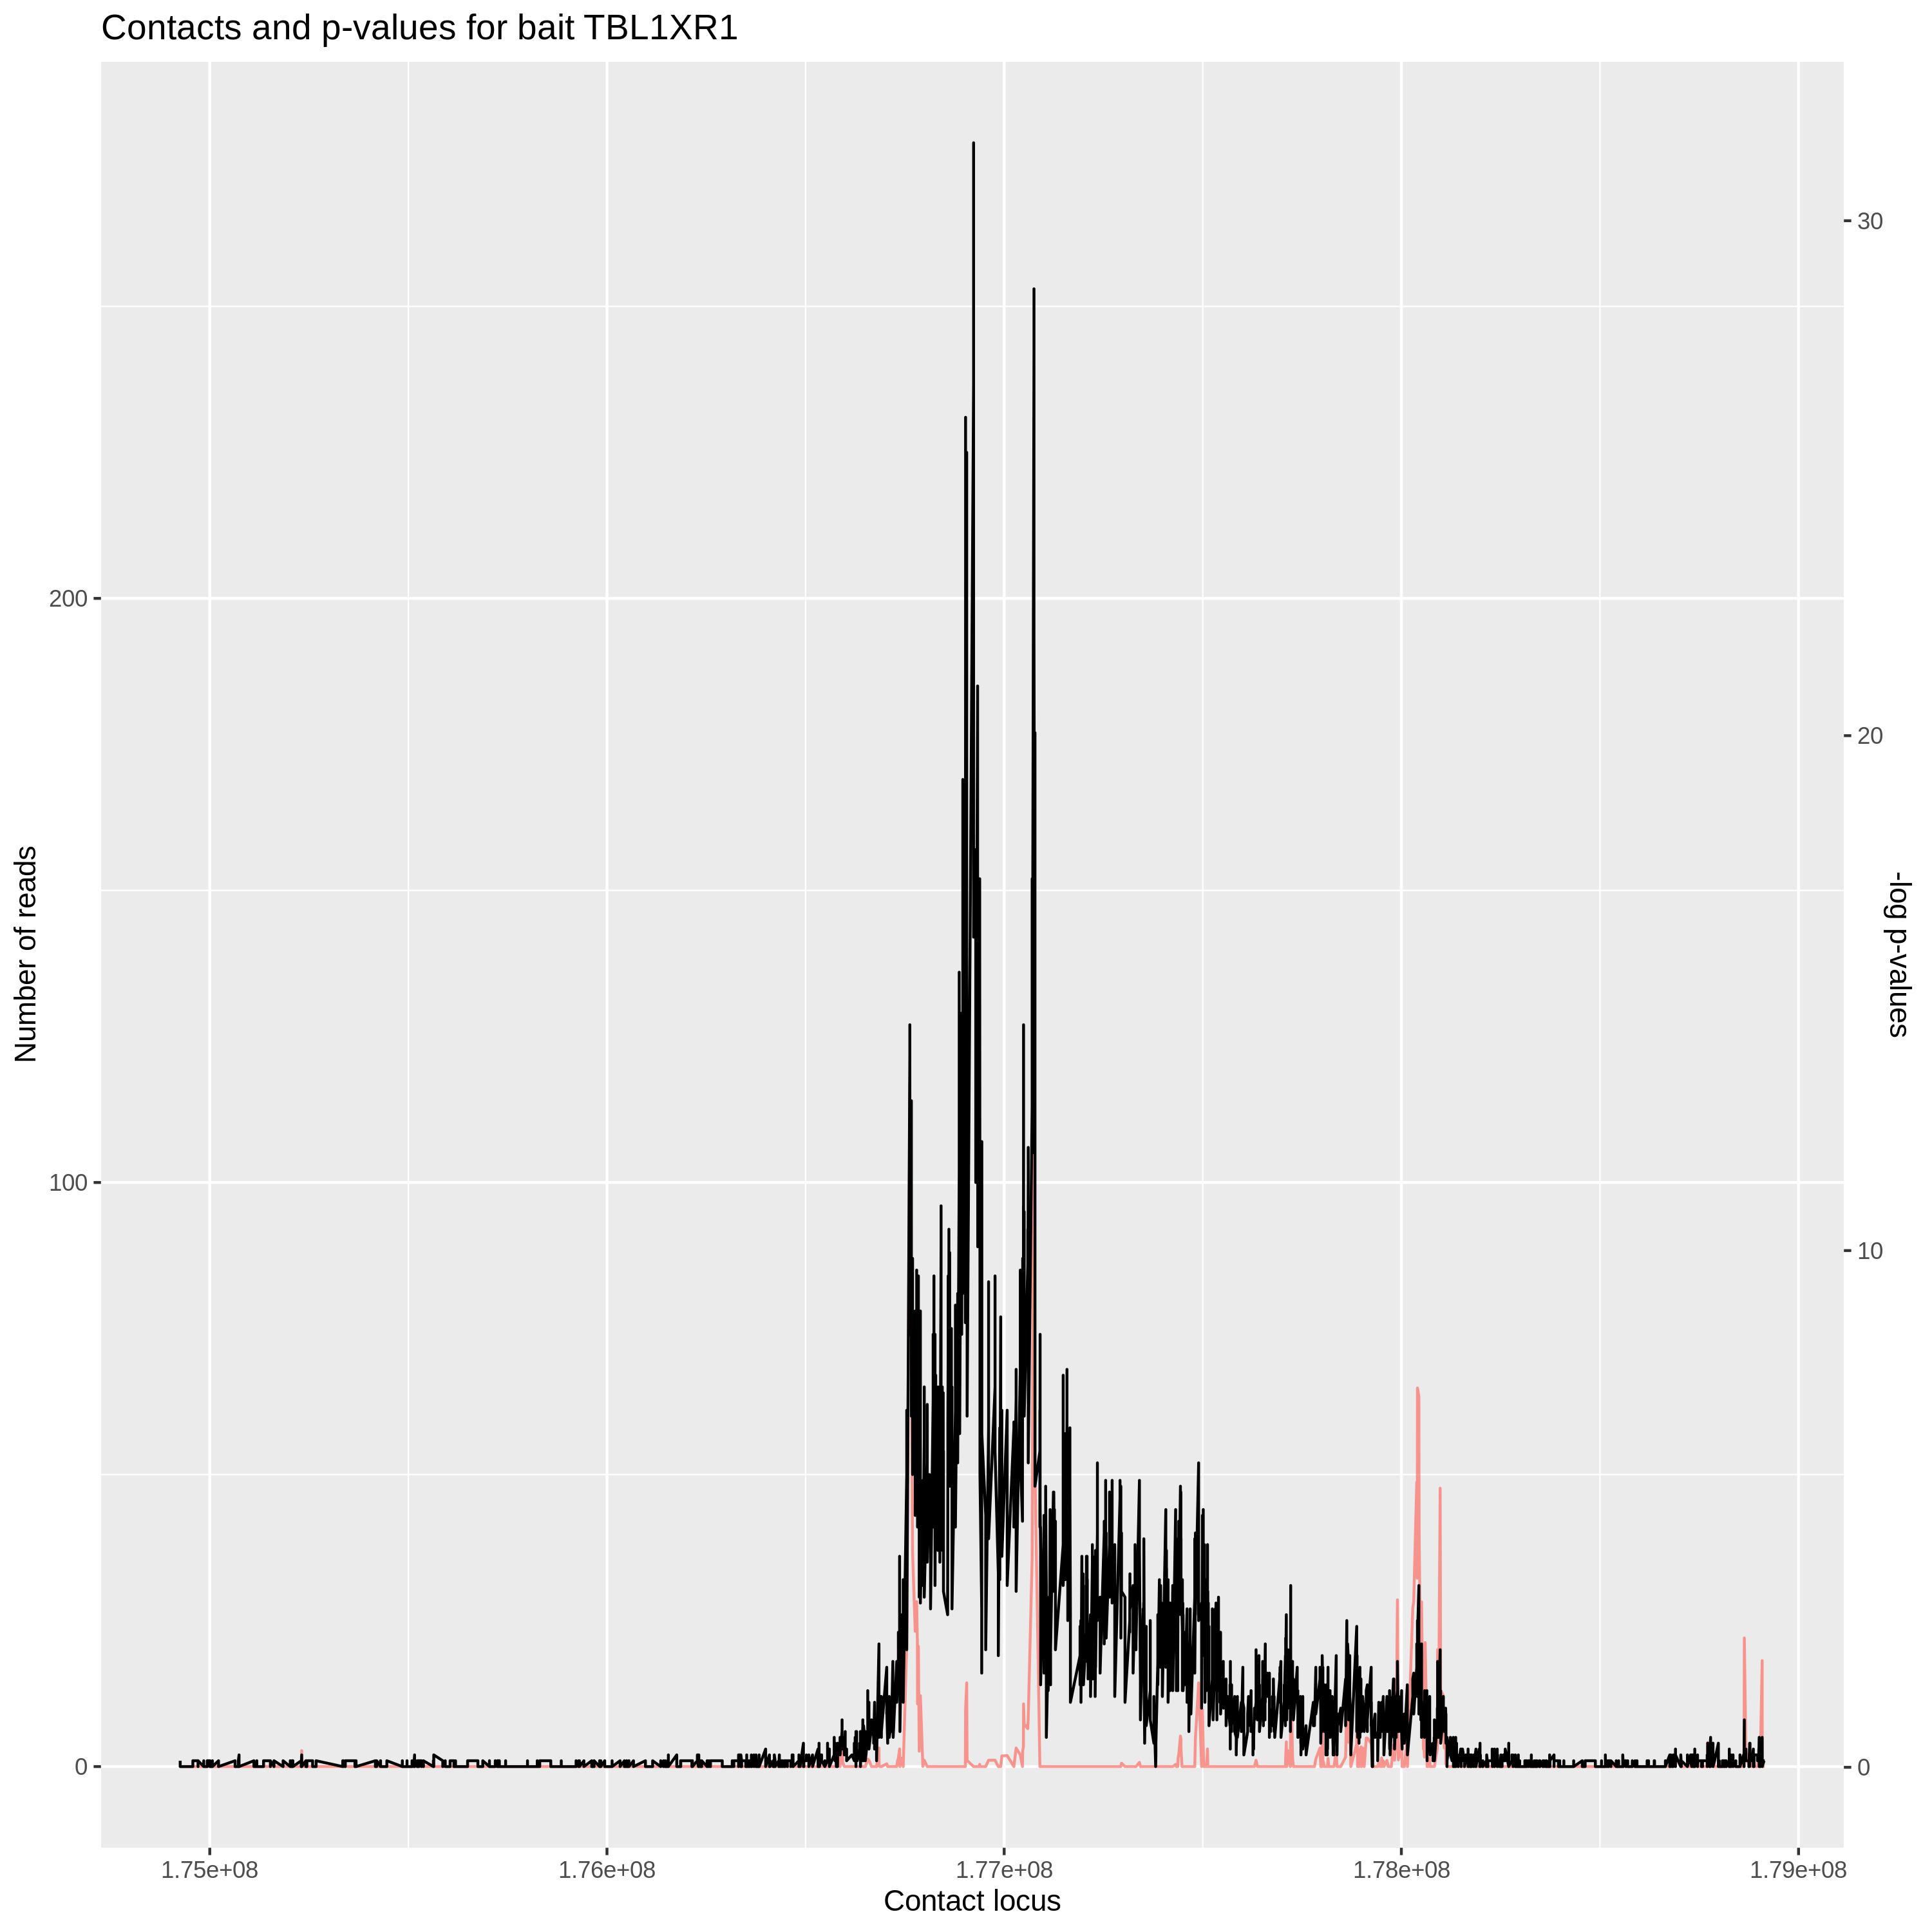 Contacts and p-values for bait TBL1XR1
Number of reads
200
100
0
30
20
10
0
-log p-values
1.75e+08
1.76e+08
1.77e+08
1.78e+08
1.79e+08
Contact locus